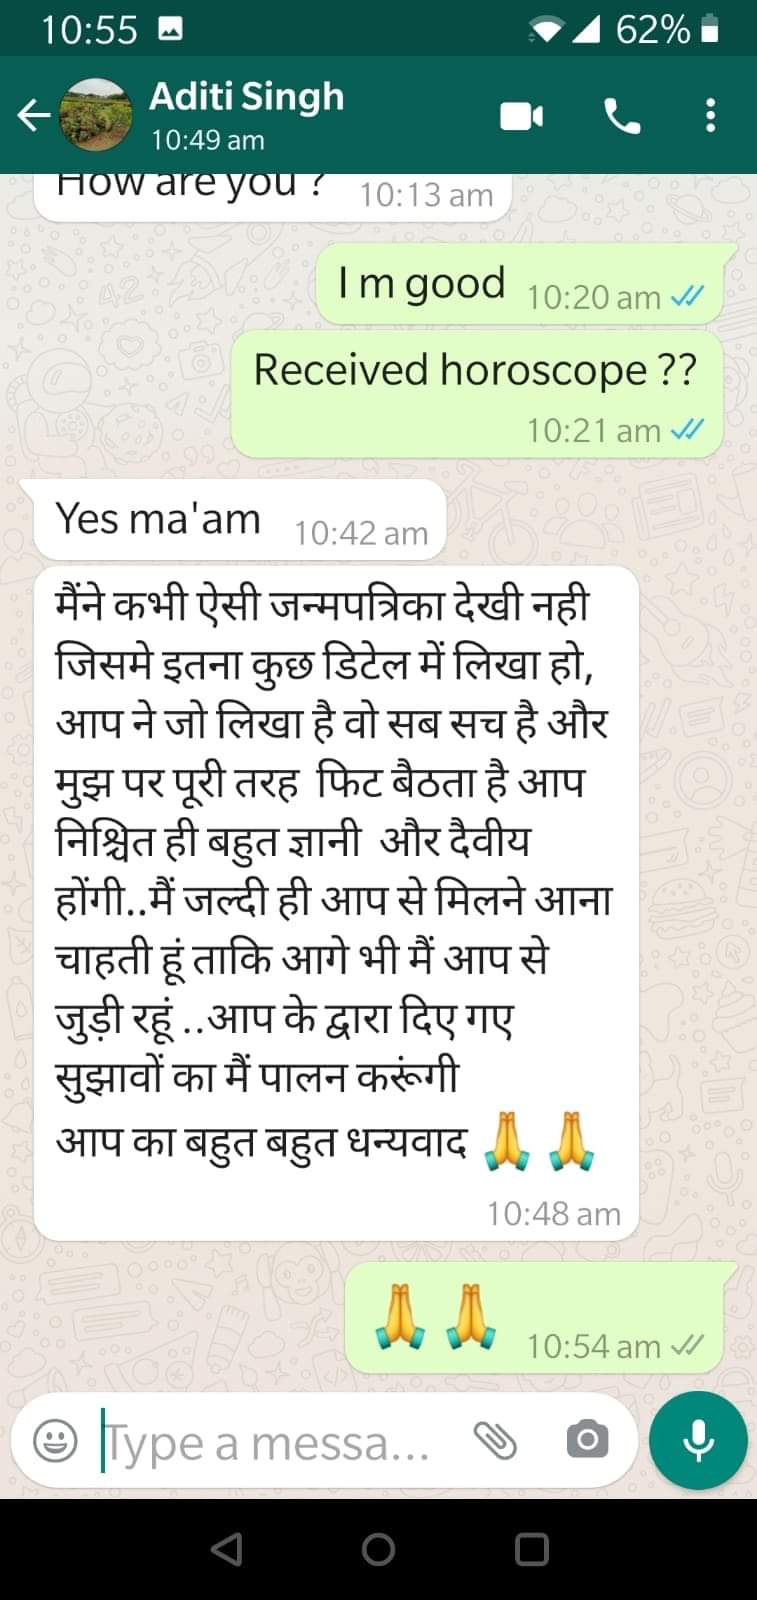 10:55 62%
Aditi Singh
10:49 am
How are you ? 10:13 am
I m good 10:20 am
Received horoscope ??
10:21 am
Yes ma'am 10:42 am
मैंने कभी ऐसी जन्मपत्रिका देखी नही
जिसमे इतना कुछ डिटेल में लिखा हो,
आप ने जो लिखा है वो सब सच है और
मुझ पर पूरी तरह फिट बैठता है आप
निश्चित ही बहुत ज्ञानी और दैवीय
होंगी..मैं जल्दी ही आप से मिलने आना
चाहती हूं ताकि आगे भी मैं आप से
जुड़ी रहूं ..आप के द्वारा दिए गए
सुझावों का मैं पालन करूंगी
आप का बहुत बहुत धन्यवाद 🙏 🙏
10:48 am
🙏 🙏 10:54 am
Type a messa...